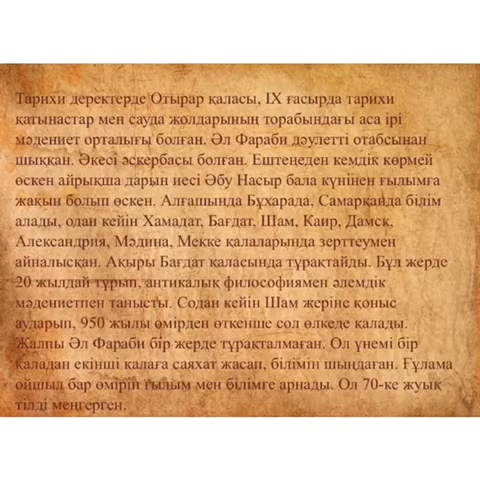 Тарихи деректерде Отырар қаласы, IX ғасырда тарихи
қатынастар мен сауда жолдарының торабындағы аса ірі
мәдениет орталығы болған. Әл Фараби дәулетті отабсынан
шыққан. Әкесі әскербасы болған. Ештеңеден кемдік көрмей
өскен айрықша дарын иесі Әбу Насыр бала күнінен ғылымға
жақын болып өскен. Алғашында Бұхарада, Самарқанда білім
алады, одан кейін Хамадат, Бағдат, Шам, Каир, Дамск,
Александрия, Мәдина, Мекке қалаларында зерттеумен
айналысқан. Ақыры Бағдат қаласында тұрақтайды. Бұл жерде
20 жылдай тұрып, антикалық философиямен әлемдік
мәдениетпен танысты. Содан кейін Шам жеріне қоныс
аударып, 950 жылы өмірден өткенше сол өлкеде қалады.
Жалпы Әл Фараби бір жерде тұрақталмаған. Ол үнемі бір
қаладан екінші қалаға саяхат жасап, білімін шыңдаған. Ғұлама
ойшыл бар өмірін ғылым мен білімге арнады. Ол 70-ке жуық
тілді меңгерген.